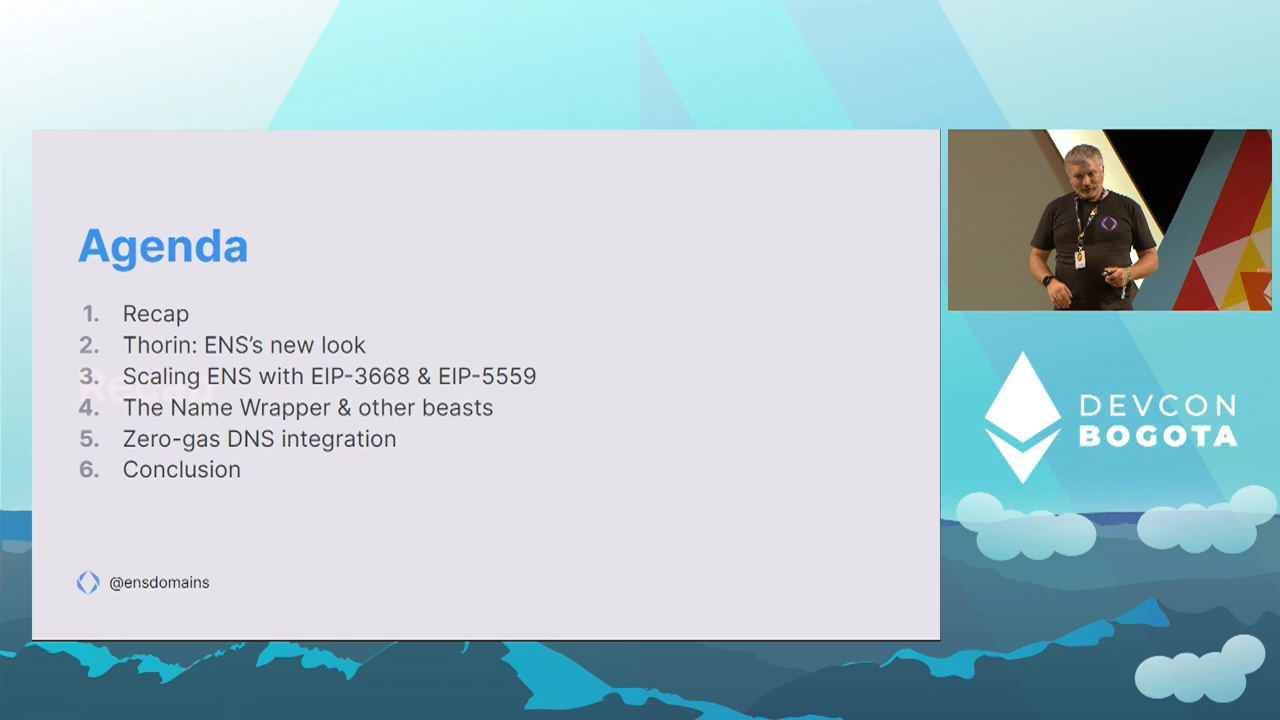 Agenda
1. Recap
2. Thorin: ENS's new look
3. Scaling ENS with EIP-3668 & EIP-5559
4. The Name Wrapper & other beasts
5. Zero-gas DNS integration
6. Conclusion
Recap
@ensdomains
DEVCON
BOGOTA